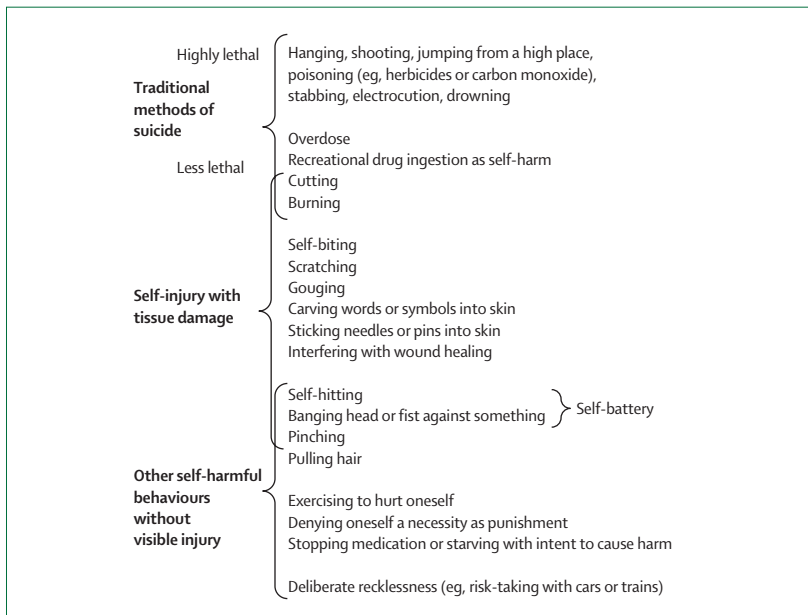 Highly lethal
Hanging, shooting, jumping from a high place,
poisoning (eg, herbicides or carbon monoxide),
stabbing, electrocution, drowning
Traditional
methods of
suicide
Overdose
Recreational drug ingestion as self-harm
Less lethal
Cutting
Burning
Self-biting
Scratching
Gouging
Carving words or symbols into skin
Sticking needles or pins into skin
Interfering with wound healing
Self-injury with
tissue damage
Self-hitting
Banging head or fist against something
Self-battery
Pinching
Pulling hair
Other self-harmful
behaviours
without
visible injury
Exercising to hurt oneself
Denying oneself a necessity as punishment
Stopping medication or starving with intent to cause harm
Deliberate recklessness (eg, risk-taking with cars or trains)